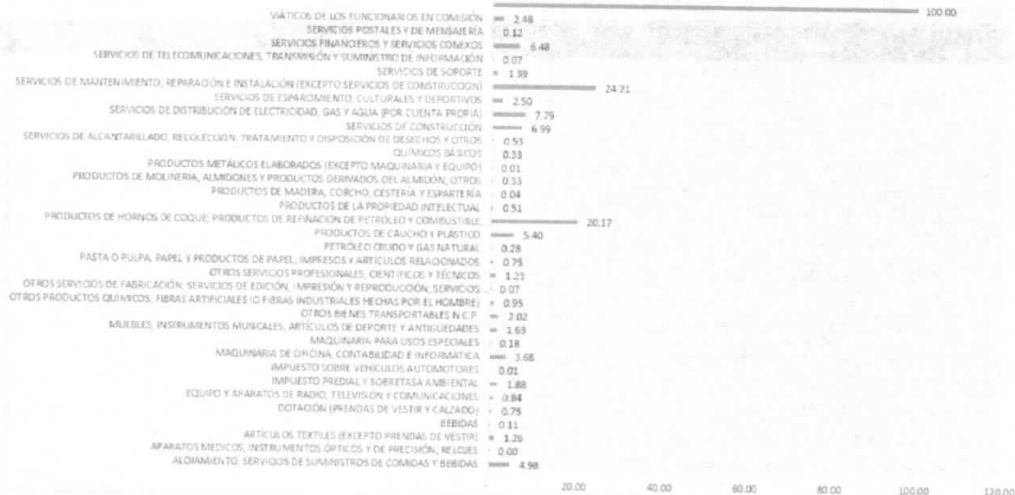 100.00
VIÁTICOS DE LOS FUNCIONARIOS EN COMISIÓN 2.48
SERVICIOS POSTALES Y DE MENSAJERÍA 0.12
SERVICIOS FINANCIEROS Y SERVICIOS CONEXOS 6.48
SERVICIOS DE TELECOMUNICACIONES, TRANSMISIÓN Y SUMINISTRO DE INFORMACIÓN 0.07
SERVICIOS DE SOPORTE 1.39
SERVICIOS DE MANTENIMIENTO, REPARACIÓN E INSTALACIÓN (EXCEPTO SERVICIOS DE CONSTRUCCIÓN) 24.21
SERVICIOS DE ESPARCIMIENTO, CULTURALES Y DEPORTIVOS 2.50
SERVICIOS DE DISTRIBUCIÓN DE ELECTRICIDAD, GAS Y AGUA (POR CUENTA PROPIA) 7.79
SERVICIOS DE CONSTRUCCIÓN 6.99
SERVICIOS DE ALCANTARILLADO, RECOLECCIÓN, TRATAMIENTO Y DISPOSICIÓN DE DESECHOS Y OTROS 0.53
QUÍMICOS BÁSICOS 0.33
PRODUCTOS METÁLICOS ELABORADOS (EXCEPTO MAQUINARIA Y EQUIPO) 0.01
PRODUCTOS DE MOLINERÍA, ALMIDONES Y PRODUCTOS DERIVADOS DEL ALMIDÓN; OTROS 0.33
PRODUCTOS DE MADERA, CORCHO, CESTERÍA Y ESPARTERÍA 0.04
PRODUCTOS DE LA PROPIEDAD INTELECTUAL 0.51
PRODUCTOS DE HORNOS DE COQUE; PRODUCTOS DE REFINACIÓN DE PETRÓLEO Y COMBUSTIBLE 20.17
PRODUCTOS DE CAUCHO Y PLÁSTICO 5.40
PETRÓLEO CRUDO Y GAS NATURAL 0.28
PASTA O PULPA, PAPEL Y PRODUCTOS DE PAPEL; IMPRESOS Y ARTÍCULOS RELACIONADOS 0.75
OTROS SERVICIOS PROFESIONALES, CIENTÍFICOS Y TÉCNICOS 1.23
OTROS SERVICIOS DE FABRICACIÓN; SERVICIOS DE EDICIÓN, IMPRESIÓN Y REPRODUCCIÓN; SERVICIOS... 0.07
OTROS PRODUCTOS QUÍMICOS; FIBRAS ARTIFICIALES (O FIBRAS INDUSTRIALES HECHAS POR EL HOMBRE) 0.95
OTROS BIENES TRANSPORTABLES N.C.P. 2.02
MUEBLES, INSTRUMENTOS MUSICALES, ARTÍCULOS DE DEPORTE Y ANTIGÜEDADES 1.63
MAQUINARIA PARA USOS ESPECIALES 0.18
MAQUINARIA DE OFICINA, CONTABILIDAD E INFORMÁTICA 3.68
IMPUESTO SOBRE VEHÍCULOS AUTOMOTORES 0.01
IMPUESTO PREDIAL Y SOBRETASA AMBIENTAL 1.88
EQUIPO Y APARATOS DE RADIO, TELEVISIÓN Y COMUNICACIONES 0.84
DOTACIÓN (PRENDAS DE VESTIR Y CALZADO) 0.75
BEBIDAS 0.11
ARTÍCULOS TEXTILES (EXCEPTO PRENDAS DE VESTIR) 1.26
APARATOS MÉDICOS, INSTRUMENTOS ÓPTICOS Y DE PRECISIÓN, RELOJES 0.00
ALOJAMIENTO; SERVICIOS DE SUMINISTROS DE COMIDAS Y BEBIDAS 4.98
- 20.00 40.00 60.00 80.00 100.00 120.00